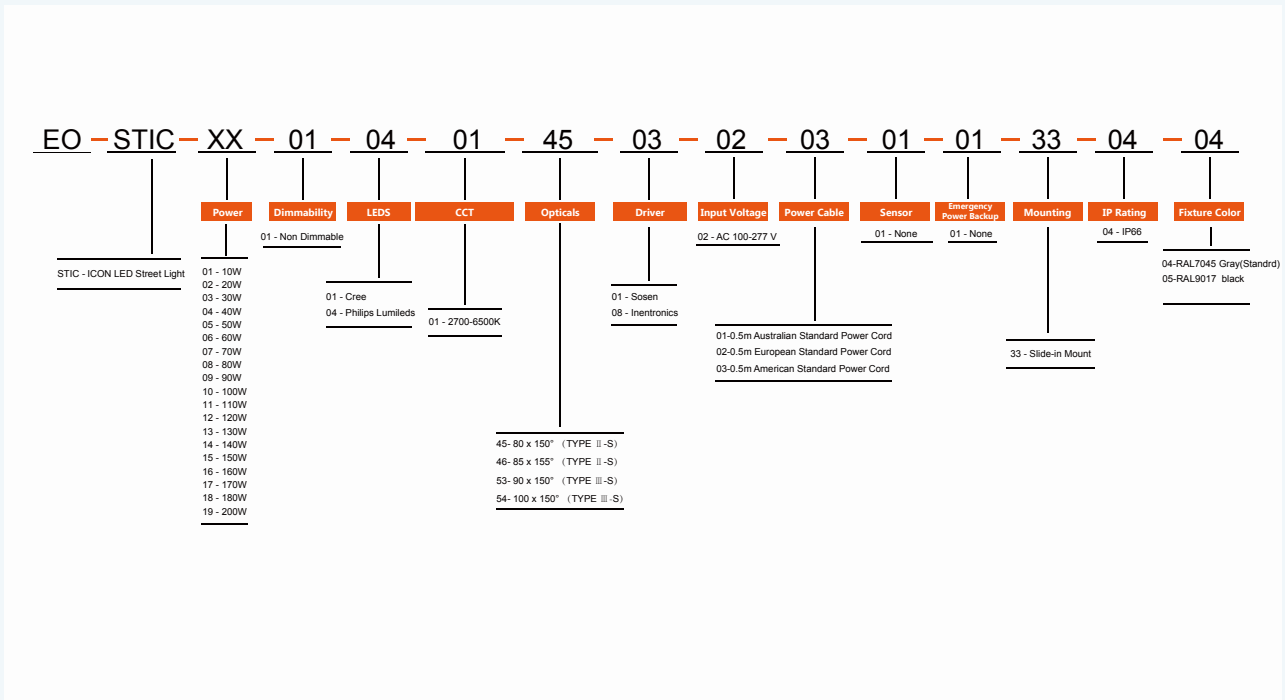 EO - STIC - XX - 01 - 04 - 01 - 45 - 03 - 02 - 03 - 01 - 01 - 33 - 04 - 04
STIC - ICON LED Street Light
Power
01 - 10W
02 - 20W
03 - 30W
04 - 40W
05 - 50W
06 - 60W
07 - 70W
08 - 80W
09 - 90W
10 - 100W
11 - 110W
12 - 120W
13 - 130W
14 - 140W
15 - 150W
16 - 160W
17 - 170W
18 - 180W
19 - 200W
Dimmability
01 - Non Dimmable
LEDS
01 - Cree
04 - Philips Lumileds
CCT
01 - 2700-6500K
Opticals
45- 80 x 150° (TYPE Ⅱ-S)
46- 85 x 155° (TYPE Ⅱ-S)
53- 90 x 150° (TYPE Ⅲ-S)
54- 100 x 150° (TYPE Ⅲ-S)
Driver
01 - Sosen
08 - Inentronics
Input Voltage
02 - AC 100-277 V
Power Cable
01-0.5m Australian Standard Power Cord
02-0.5m European Standard Power Cord
03-0.5m American Standard Power Cord
Sensor
01 - None
Emergency
Power Backup
01 - None
Mounting
33 - Slide-in Mount
IP Rating
04 - IP66
Fixture Color
04-RAL7045 Gray(Standrd)
05-RAL9017 black